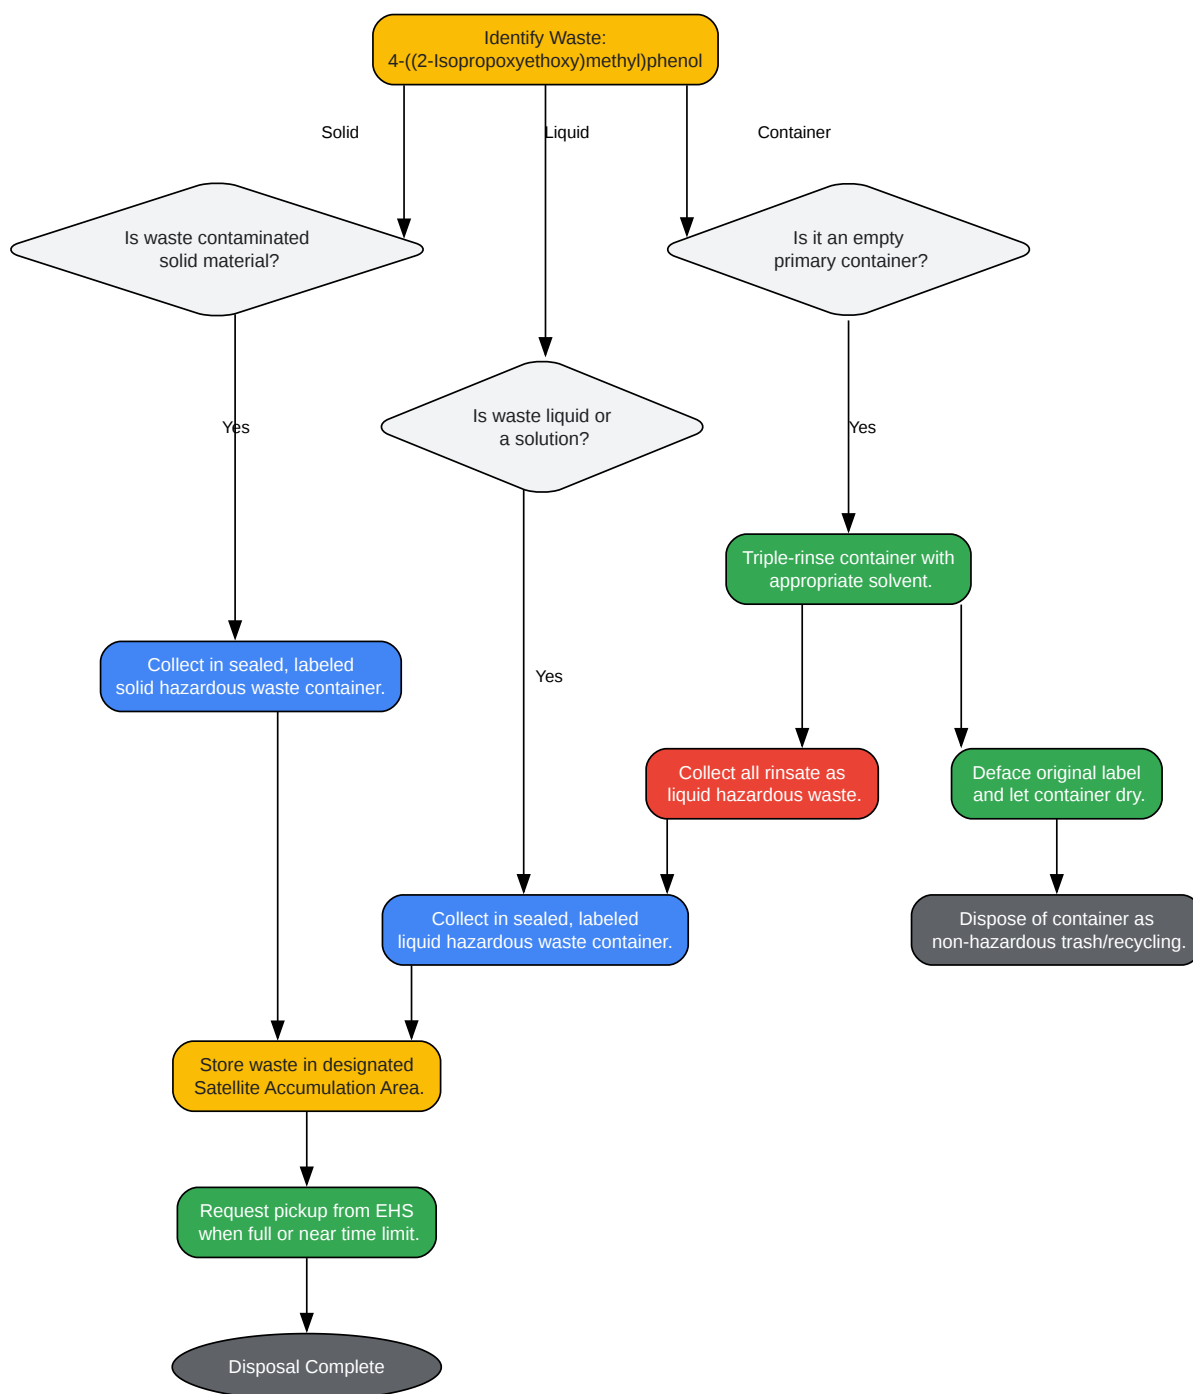 Identify Waste:
4-((2-Isopropoxyethoxy)methyl)phenol
Solid
Liquid
Container
Is waste contaminated
solid material?
Is it an empty
primary container?
Is waste liquid or
a solution?
Yes
Yes
Triple-rinse container with
appropriate solvent.
Collect in sealed, labeled
solid hazardous waste container.
Yes
Collect all rinsate as
liquid hazardous waste.
Deface original label
and let container dry.
Collect in sealed, labeled
liquid hazardous waste container.
Dispose of container as
non-hazardous trash/recycling.
Store waste in designated
Satellite Accumulation Area.
Request pickup from EHS
when full or near time limit.
Disposal Complete